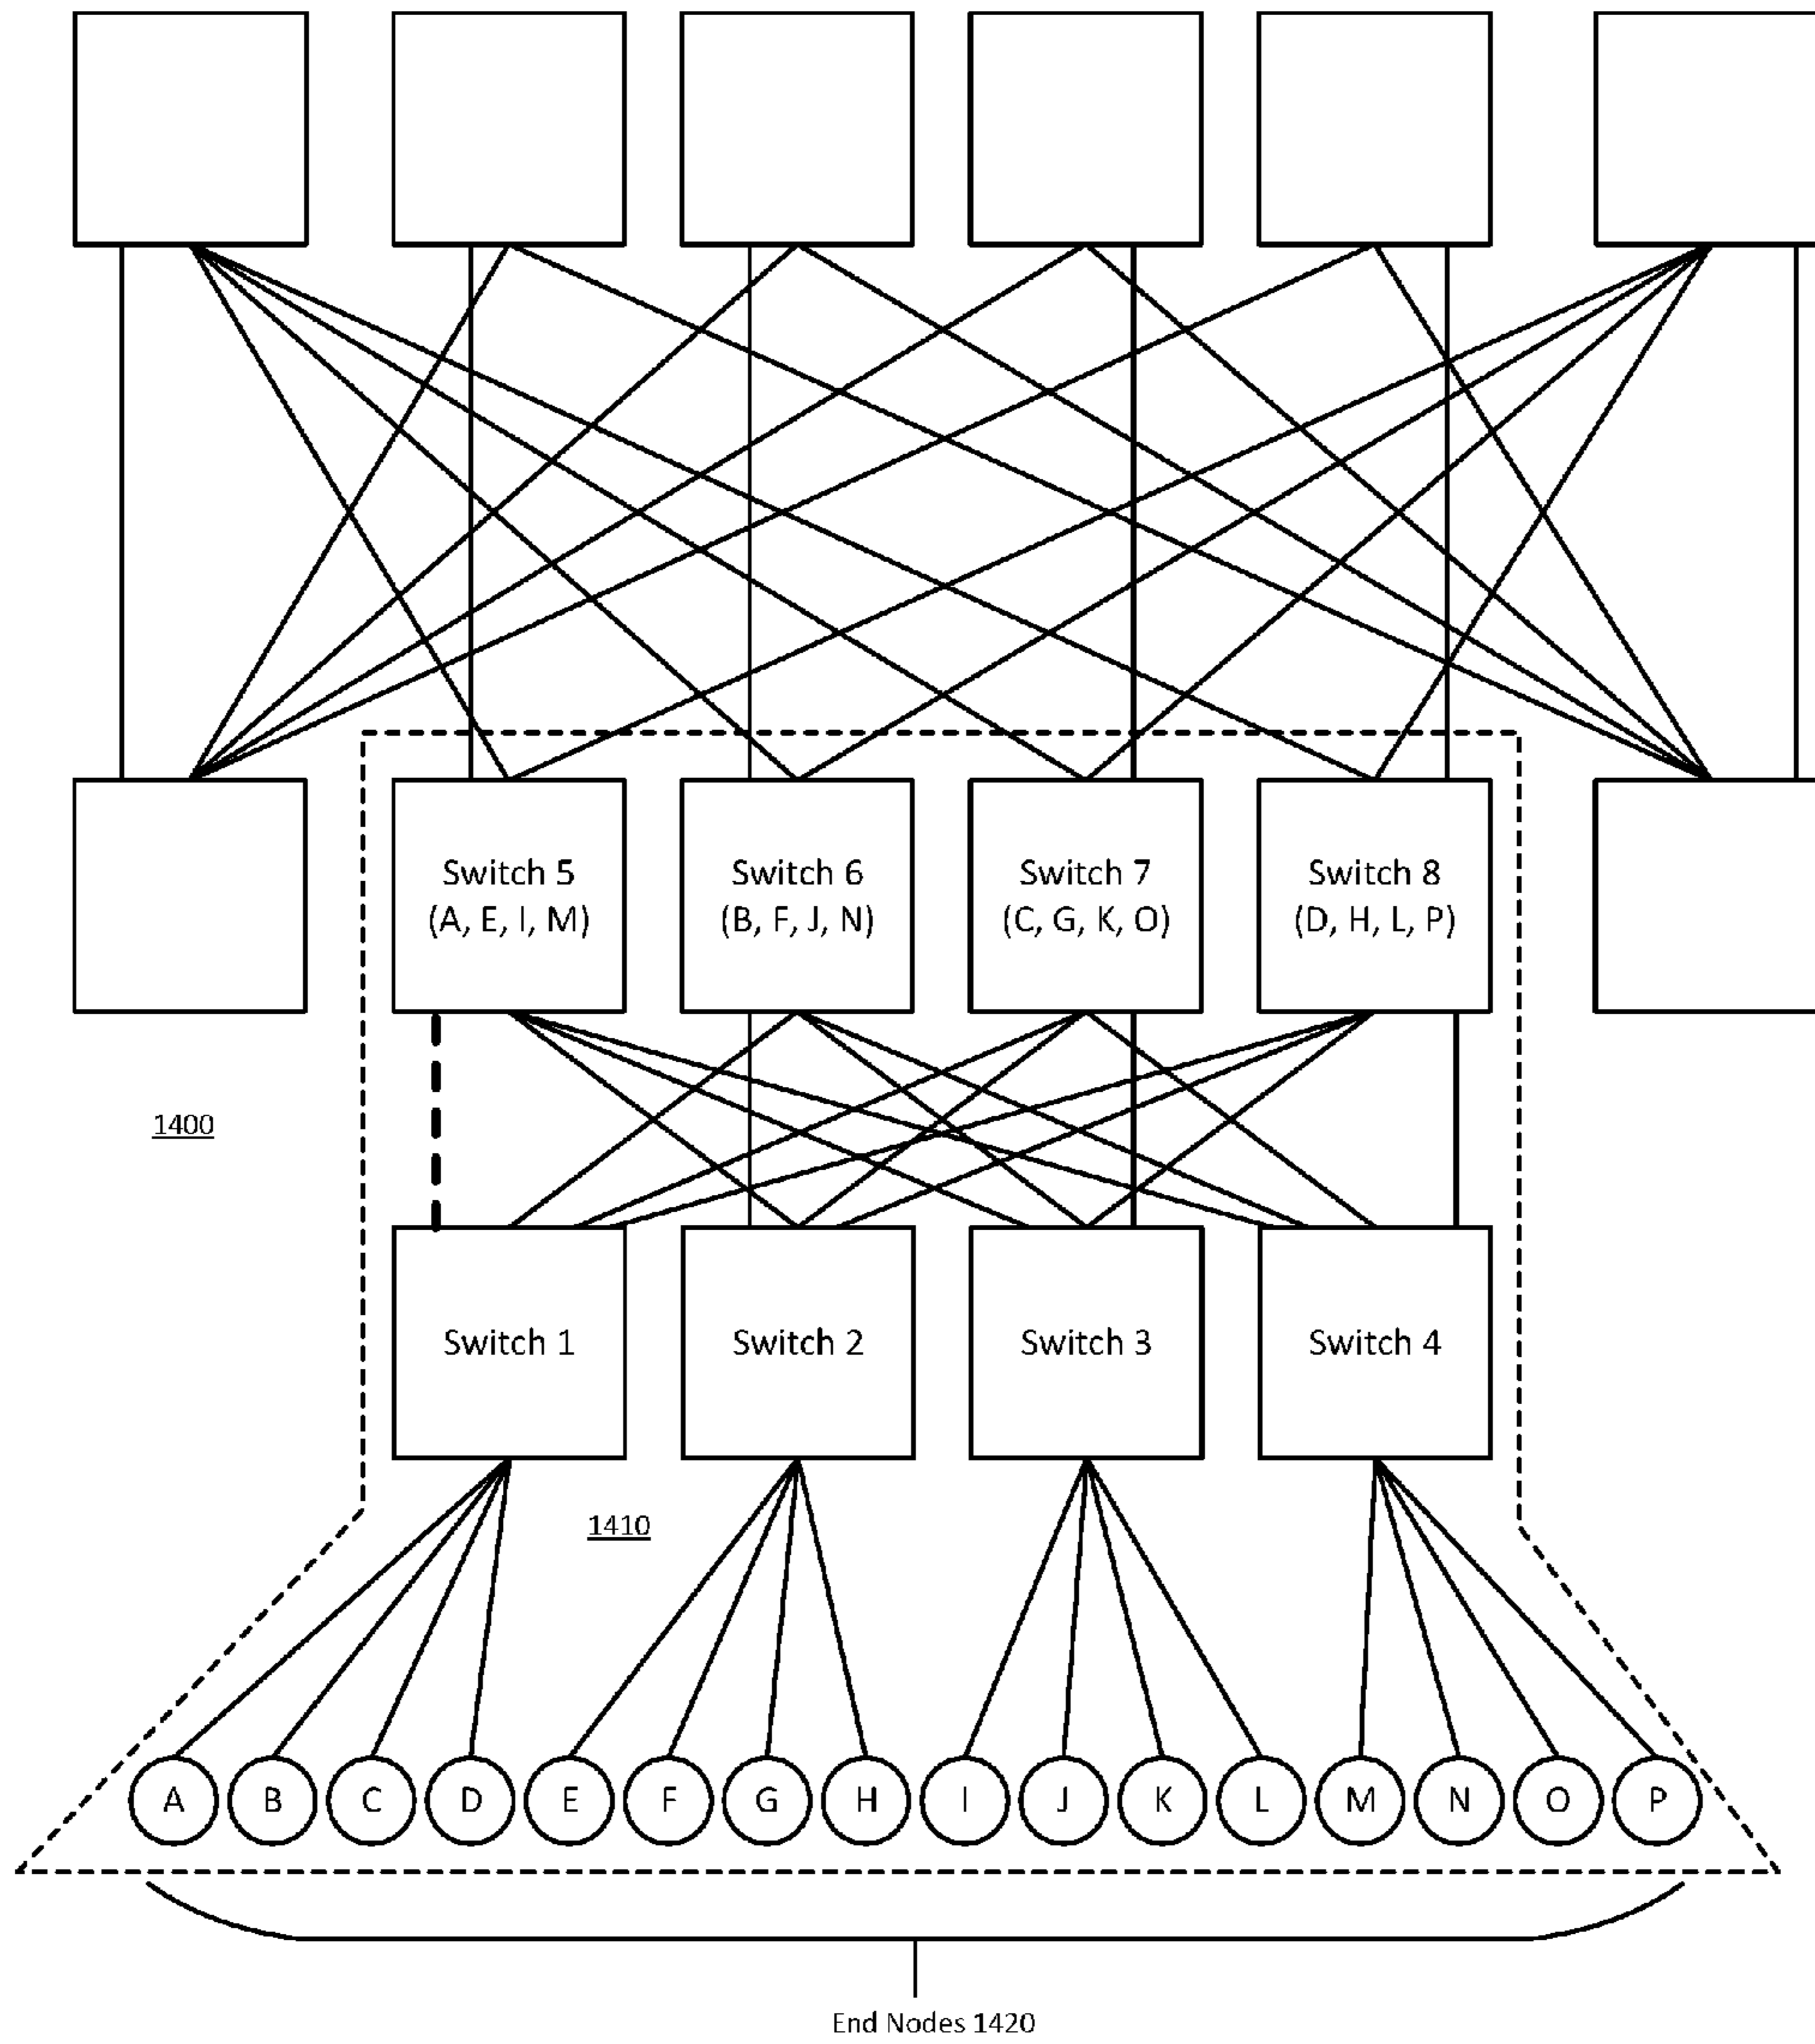 Switch 5
(A, E, I, M)
Switch 6
(B, F, J, N)
Switch 7
(C, G, K, O)
Switch 8
(D, H, L, P)
1400
Switch 1
Switch 2
Switch 3
Switch 4
1410
A B C D E F G H I J K L M N O P
End Nodes 1420